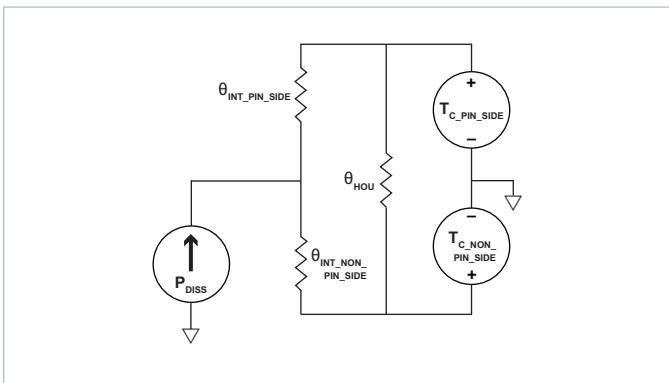 θINT_PIN_SIDE
+
TC_PIN_SIDE
–
θHOU
–
θINT_NON_
PIN_SIDE
TC_NON_
PIN_SIDE
+
PDISS